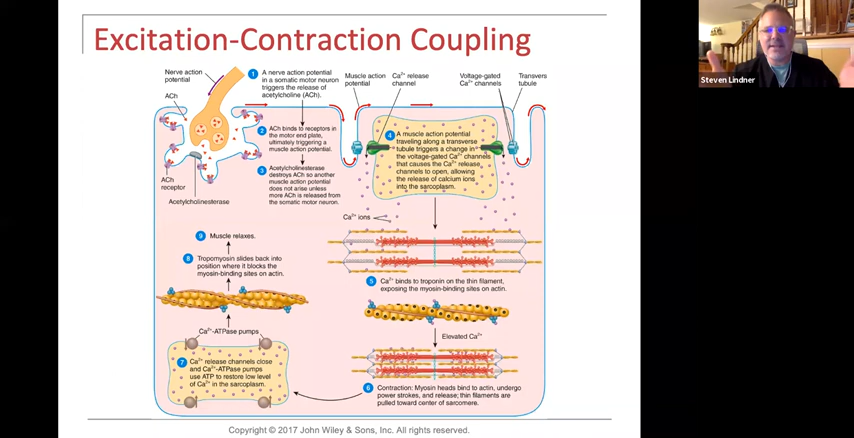 Excitation-Contraction Coupling
Nerve action
potential
1 A nerve action potential
in a somatic motor neuron
triggers the release of
acetylcholine (ACh).
Muscle action
potential
Ca2+ release
channel
Voltage-gated
Ca2+ channels
Transvers
tubule
ACh
2 ACh binds to receptors in
the motor end plate,
ultimately triggering a
muscle action potential.
3 Acetylcholinesterase
destroys ACh so another
muscle action potential
does not arise unless
more ACh is released from
the somatic motor neuron.
4 A muscle action potential
traveling along a transverse
tubule triggers a change in
the voltage-gated Ca2+ channels
that causes the Ca2+ release
channels to open, allowing
the release of calcium ions
into the sarcoplasm.
ACh
receptor
Acetylcholinesterase
Ca2+ ions
9 Muscle relaxes.
8 Tropomyosin slides back into
position where it blocks the
myosin-binding sites on actin.
5 Ca2+ binds to troponin on the thin filament,
exposing the myosin-binding sites on actin.
Ca2+-ATPase pumps
Elevated Ca2+
7 Ca2+ release channels close
and Ca2+-ATPase pumps
use ATP to restore low level
of Ca2+ in the sarcoplasm.
6 Contraction: Myosin heads bind to actin, undergo
power strokes, and release; thin filaments are
pulled toward center of sarcomere.
Copyright © 2017 John Wiley & Sons, Inc. All rights reserved.
Steven Lindner